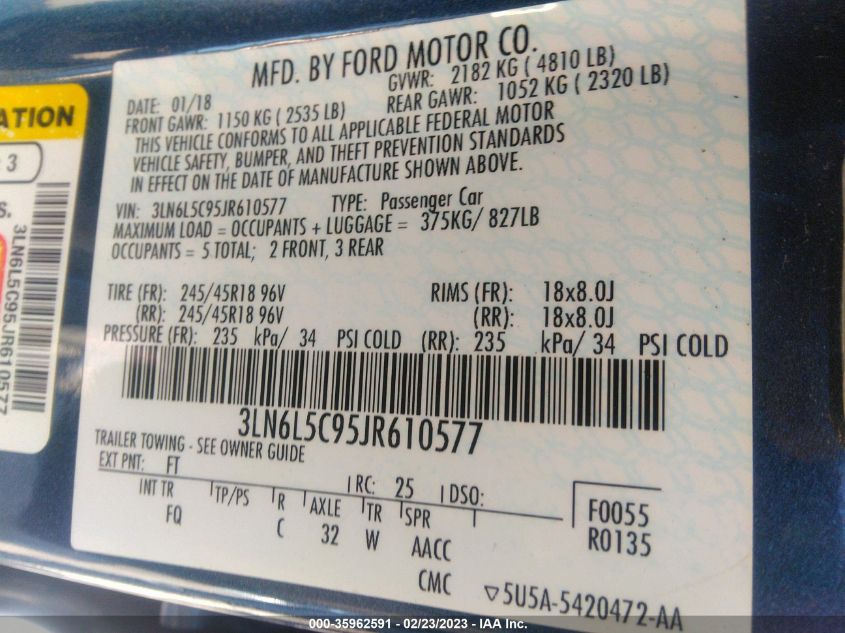 MFD. BY FORD MOTOR CO.
DATE: 01/18 GVWR: 2182 KG ( 4810 LB)
FRONT GAWR: 1150 KG ( 2535 LB) REAR GAWR: 1052 KG ( 2320 LB)
THIS VEHICLE CONFORMS TO ALL APPLICABLE FEDERAL MOTOR
VEHICLE SAFETY, BUMPER, AND THEFT PREVENTION STANDARDS
IN EFFECT ON THE DATE OF MANUFACTURE SHOWN ABOVE.
VIN: 3LN6L5C95JR610577 TYPE: Passenger Car
MAXIMUM LOAD = OCCUPANTS + LUGGAGE = 375KG/ 827LB
OCCUPANTS = 5 TOTAL; 2 FRONT, 3 REAR
TIRE (FR): 245/45R18 96V RIMS (FR): 18x8.0J
(RR): 245/45R18 96V (RR): 18x8.0J
PRESSURE (FR): 235 kPa/ 34 PSI COLD (RR): 235 kPa/ 34 PSI COLD
3LN6L5C95JR610577
TRAILER TOWING - SEE OWNER GUIDE
EXT PNT: FT RC: 25 DSO:
INT TR TP/PS R AXLE TR SPR
FQ C 32 W AACC
CMC
F0055
R0135
▽5U5A-5420472-AA
ATION
3
S.
3LN6L5C95JR610577
000-35962591 - 02/23/2023 - IAA Inc.